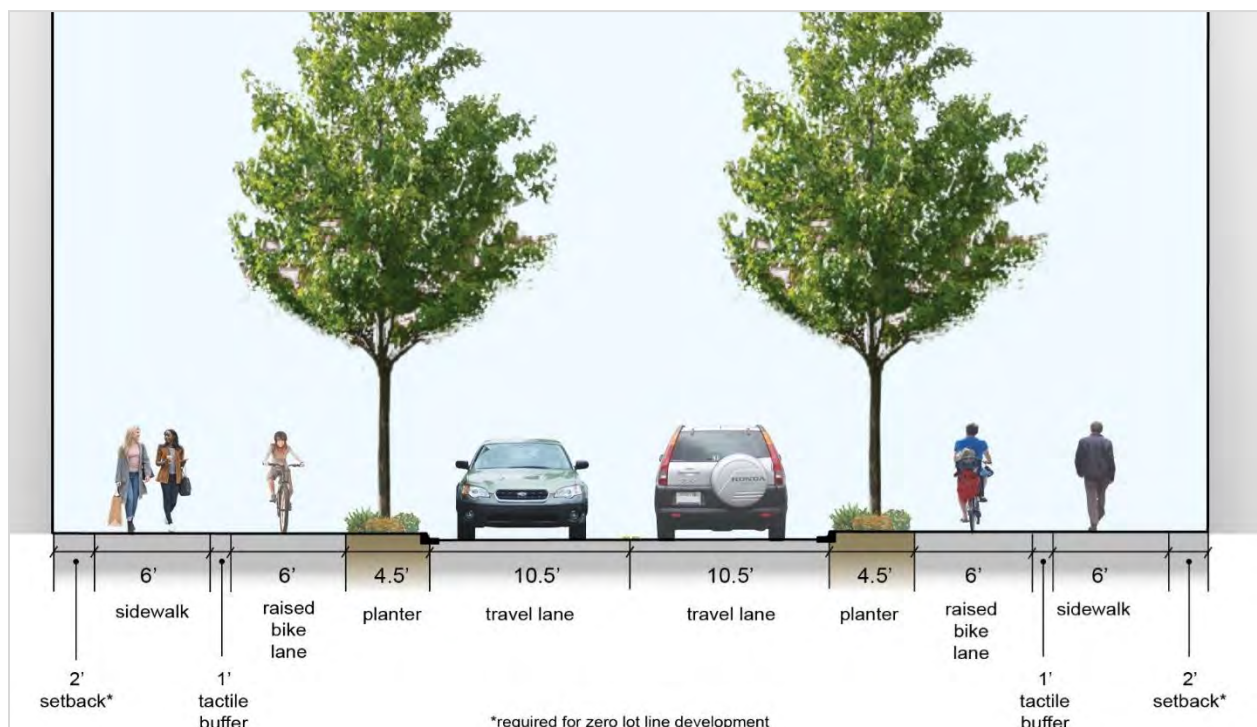 HONDA
6’ 6’ 4.5’ 10.5’ 10.5’ 4.5’ 6’ 6’
sidewalk
raised
bike
lane
planter
travel lane
travel lane
planter
raised
bike
lane
sidewalk
2’
setback*
1’
tactile
buffer
1’
tactile
buffer
2’
setback*
*required for zero lot line development